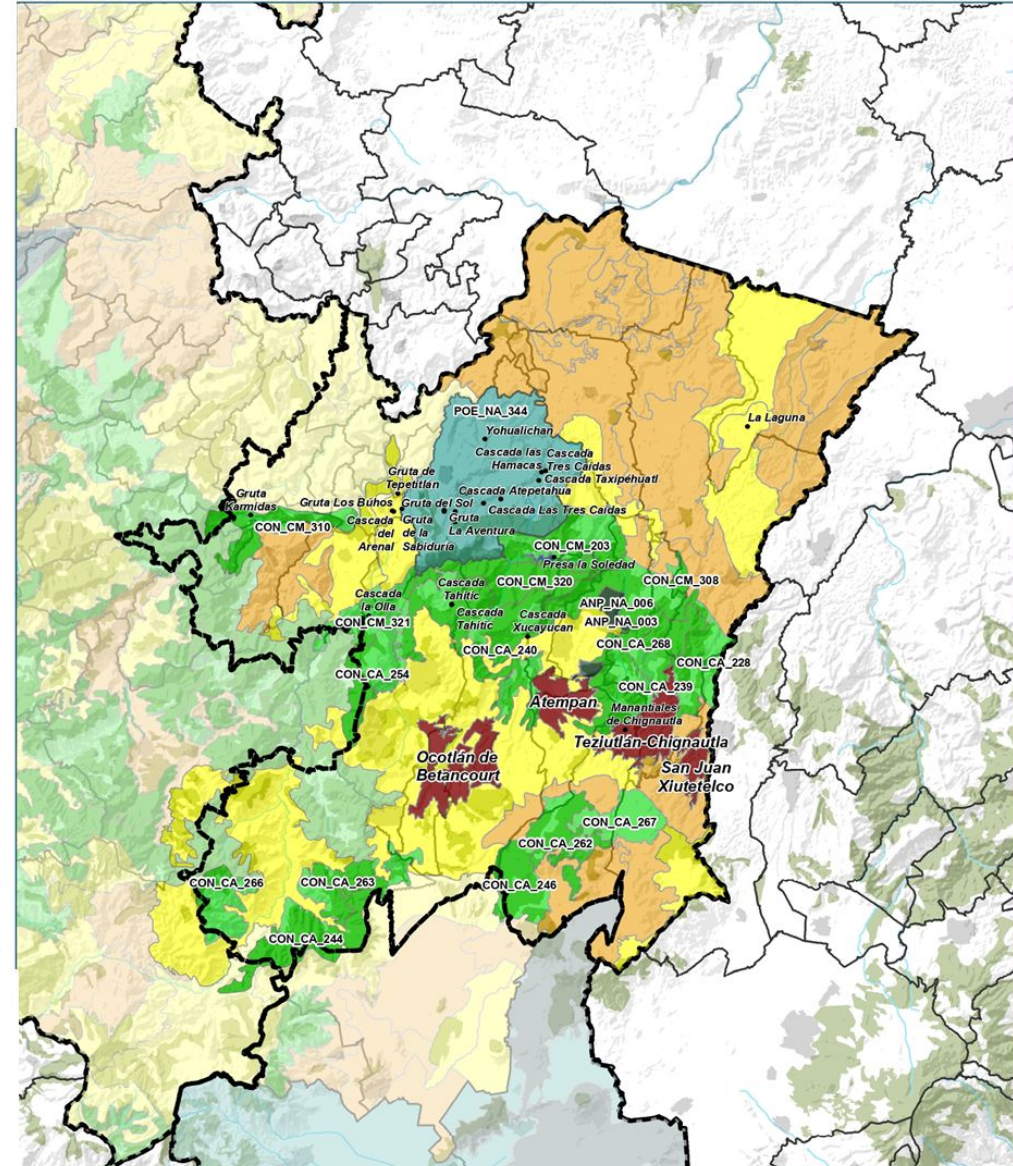 POE_NA_344
Yohualichan
La Laguna
Cascada las
Hamacas
Cascada
Tres Caídas
Cascada Taxipehuatl
Gruta de
Tepetitlán
Gruta
Karmidas
Gruta Los Búhos
Gruta del Sol
Cascada Atepetahua
Cascada Las Tres Caídas
Cascada
del
Arenal
Gruta
de la
Sabiduría
Gruta
La Aventura
CON_CM_310
CON_CM_203
Presa la Soledad
CON_CM_320
CON_CM_308
Cascada
Tahitic
Cascada
la Olla
ANP_NA_006
Cascada
Tahitic
Cascada
Xucayucan
ANP_NA_003
CON_CM_321
CON_CA_268
CON_CA_240
CON_CA_228
CON_CA_254
CON_CA_239
Atempan
Manantiales
de Chignautla
Teziutlán-Chignautla
Ocotlán de
Betancourt
San Juan
Xiutetelco
CON_CA_267
CON_CA_262
CON_CA_266
CON_CA_263
CON_CA_246
CON_CA_244